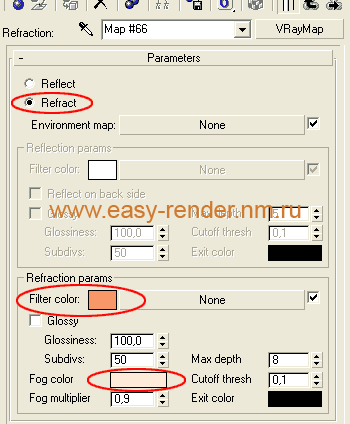 Refraction: Map #66 VRayMap
- Parameters
Reflect
Refract
Environment map: None
Reflection params
Filter color: None
Reflect on back side
Glossy Max depth 5
www.easy-render.nm.ru
Glossiness: 100,0 Cutoff thresh 0,1
Subdivs: 50 Exit color
Refraction params
Filter color: None
Glossy
Glossiness: 100,0
Subdivs: 50 Max depth 8
Fog color Cutoff thresh 0,1
Fog multiplier 0,9 Exit color